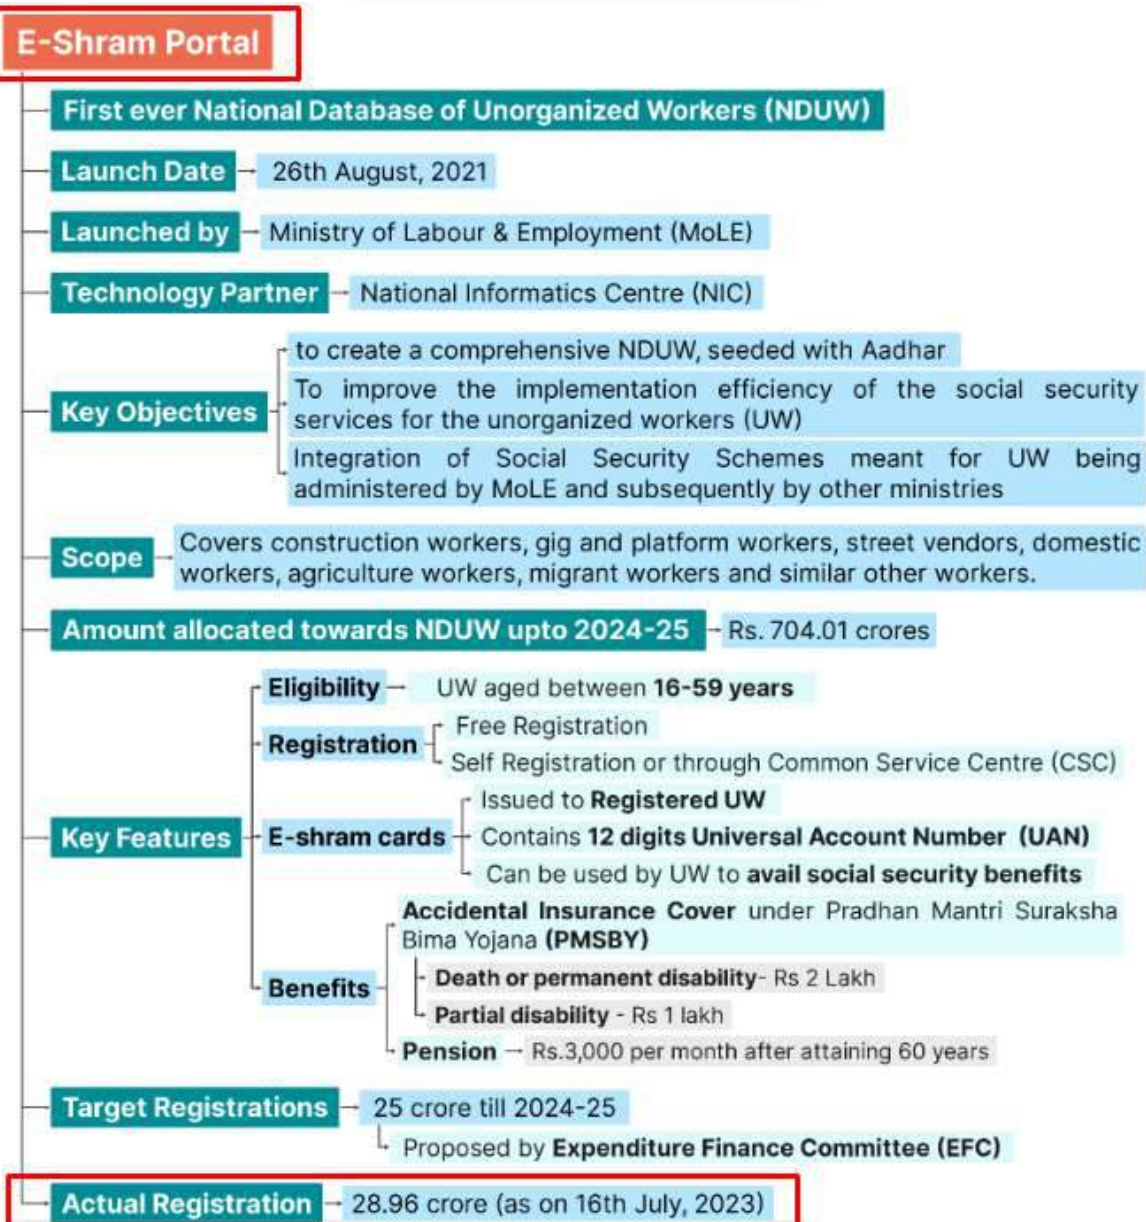 E-Shram Portal
First ever National Database of Unorganized Workers (NDUW)
Launch Date
26th August, 2021
Launched by
Ministry of Labour & Employment (MoLE)
Technology Partner
National Informatics Centre (NIC)
Key Objectives
to create a comprehensive NDUW, seeded with Aadhar
To improve the implementation efficiency of the social security
services for the unorganized workers (UW)
Integration of Social Security Schemes meant for UW being
administered by MoLE and subsequently by other ministries
Scope
Covers construction workers, gig and platform workers, street vendors, domestic
workers, agriculture workers, migrant workers and similar other workers.
Amount allocated towards NDUW upto 2024-25
Rs. 704.01 crores
Key Features
Eligibility
UW aged between 16-59 years
Registration
Free Registration
Self Registration or through Common Service Centre (CSC)
E-shram cards
Issued to Registered UW
Contains 12 digits Universal Account Number (UAN)
Can be used by UW to avail social security benefits
Benefits
Accidental Insurance Cover under Pradhan Mantri Suraksha
Bima Yojana (PMSBY)
Death or permanent disability- Rs 2 Lakh
Partial disability - Rs 1 lakh
Pension
Rs.3,000 per month after attaining 60 years
Target Registrations
25 crore till 2024-25
Proposed by Expenditure Finance Committee (EFC)
Actual Registration
28.96 crore (as on 16th July, 2023)